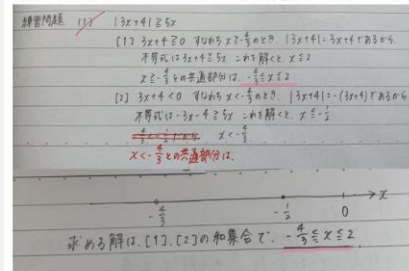 練習問題 (1) |3x+4|≧5x
[1] 3x+4≧0 すなわち x≧-4/3のとき, |3x+4|=3x+4であるから,
不等式は3x+4≧5x これを解くと, x≦2
x≧-4/3との共通部分は, -4/3≦x≦2
[2] 3x+4<0 すなわち x<-4/3のとき, |3x+4|=-(3x+4)であるから
不等式は-3x-4≧5x これを解くと, x≦-1/2
x<-4/3
x<-4/3との共通部分は、
-4/3 -1/2 0 x
求める解は, [1], [2]の和集合で, -4/3≦x≦2